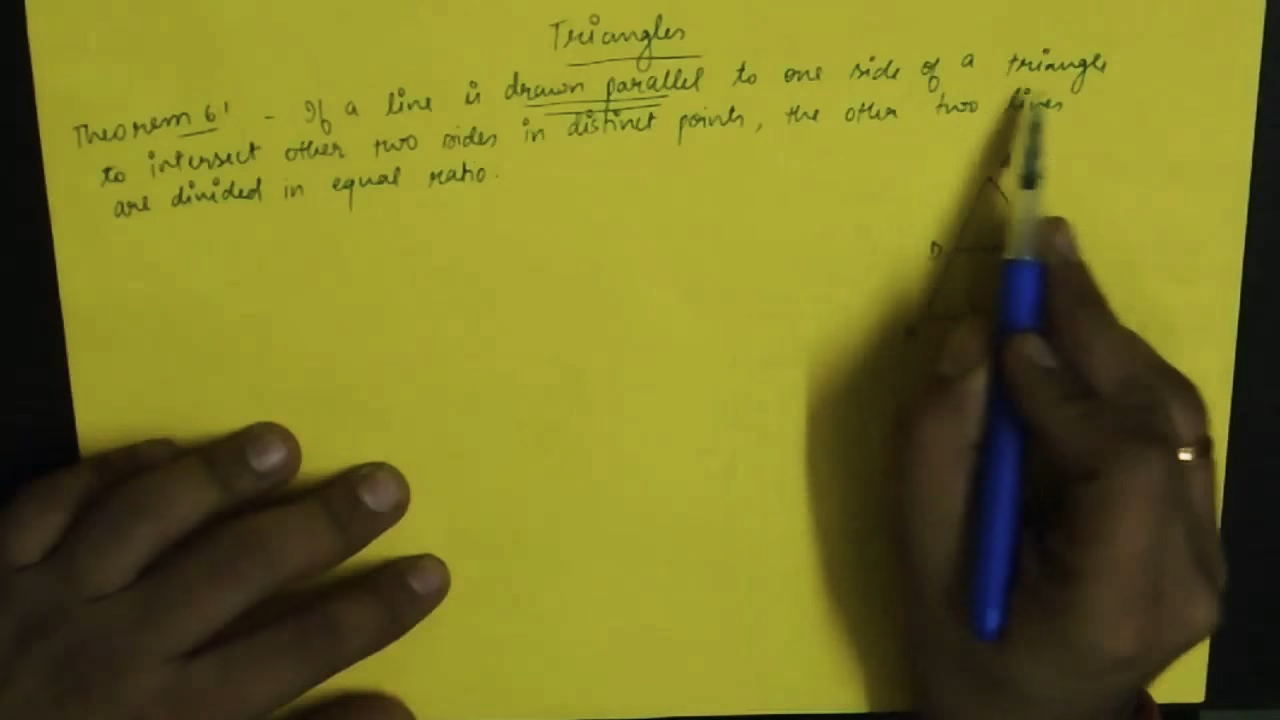 Triangles
Theorem 6.1 - If a line is drawn parallel to one side of a triangle
to intersect other two sides in distinct points, the other two lines
are divided in equal ratio.
D